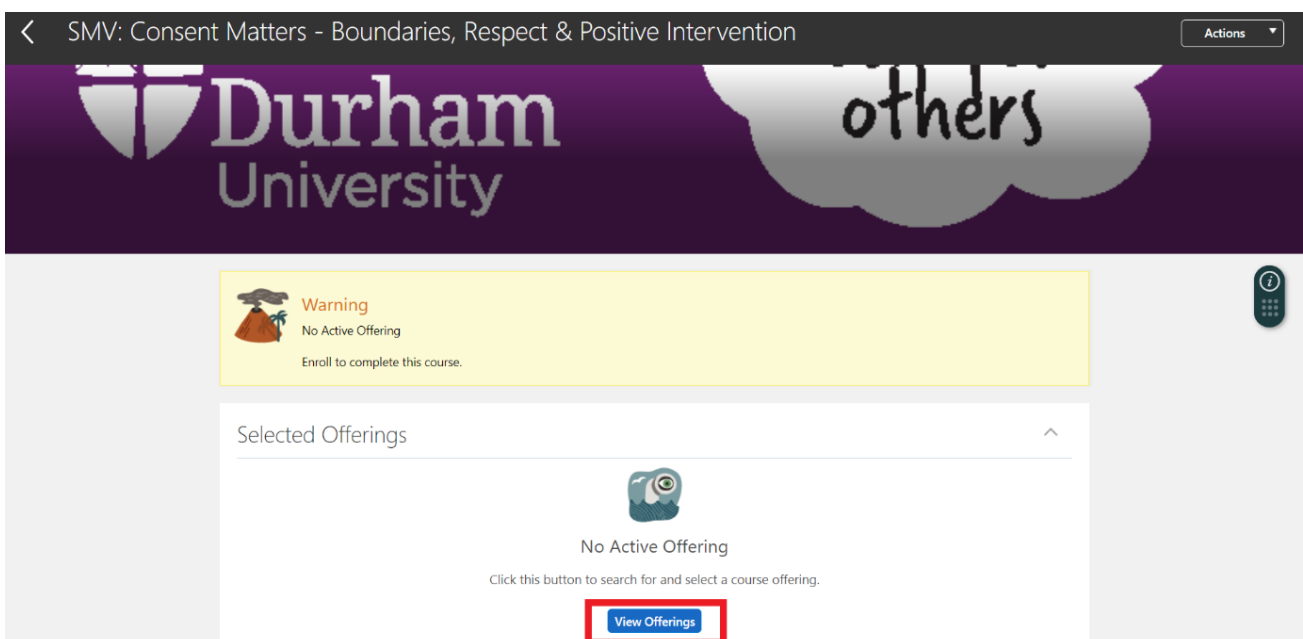 SMV: Consent Matters - Boundaries, Respect & Positive Intervention
Actions
others
Durham
University
Warning
No Active Offering
Enroll to complete this course.
Selected Offerings
No Active Offering
Click this button to search for and select a course offering.
View Offerings